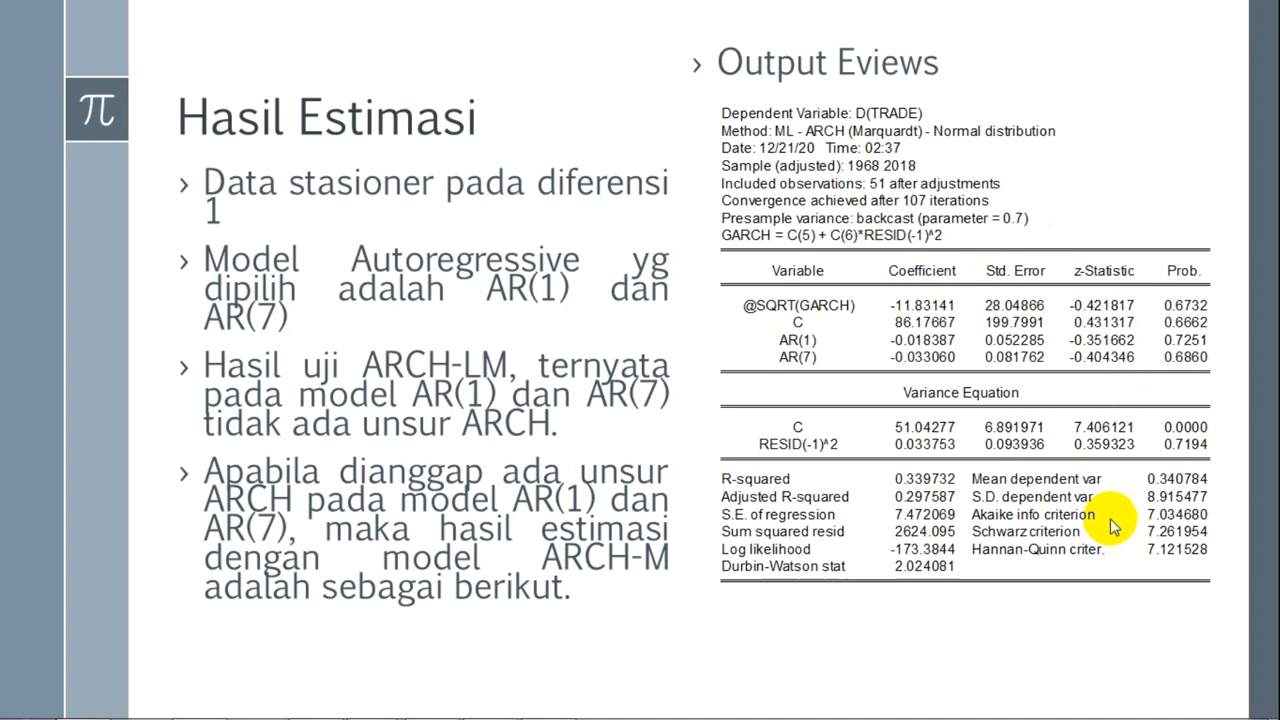 π
Hasil Estimasi
› Data stasioner pada diferensi
1
› Model Autoregressive yg
dipilih adalah AR(1) dan
AR(7)
› Hasil uji ARCH-LM, ternyata
pada model AR(1) dan AR(7)
tidak ada unsur ARCH.
› Apabila dianggap ada unsur
ARCH pada model AR(1) dan
AR(7), maka hasil estimasi
dengan model ARCH-M
adalah sebagai berikut.
› Output Eviews
Dependent Variable: D(TRADE)
Method: ML - ARCH (Marquardt) - Normal distribution
Date: 12/21/20 Time: 02:37
Sample (adjusted): 1968 2018
Included observations: 51 after adjustments
Convergence achieved after 107 iterations
Presample variance: backcast (parameter = 0.7)
GARCH = C(5) + C(6)*RESID(-1)^2
Variable Coefficient Std. Error z-Statistic Prob.
@SQRT(GARCH) -11.83141 28.04866 -0.421817 0.6732
C 86.17667 199.7991 0.431317 0.6662
AR(1) -0.018387 0.052285 -0.351662 0.7251
AR(7) -0.033060 0.081762 -0.404346 0.6860
Variance Equation
C 51.04277 6.891971 7.406121 0.0000
RESID(-1)^2 0.033753 0.093936 0.359323 0.7194
R-squared 0.339732 Mean dependent var 0.340784
Adjusted R-squared 0.297587 S.D. dependent var 8.915477
S.E. of regression 7.472069 Akaike info criterion 7.034680
Sum squared resid 2624.095 Schwarz criterion 7.261954
Log likelihood -173.3844 Hannan-Quinn criter. 7.121528
Durbin-Watson stat 2.024081